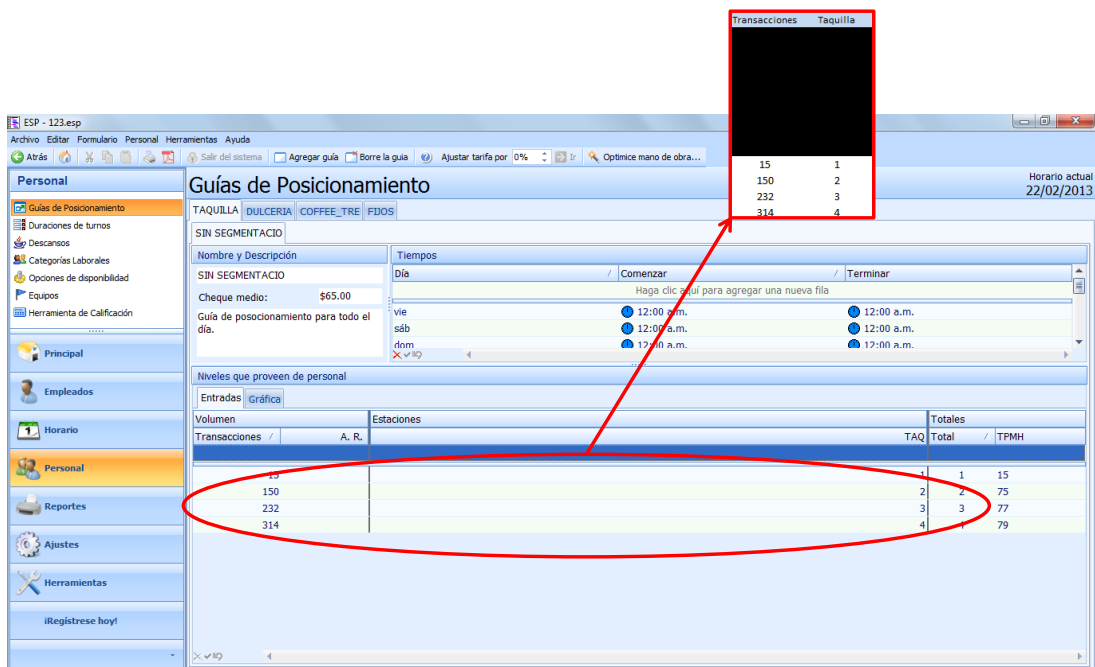 Transacciones Taquilla
15 1
150 2
232 3
314 4
ESP - 123.esp
Archivo Editar Formulario Personal Herramientas Ayuda
Atrás Salir del sistema Agregar guía Borre la guia Ajustar tarifa por 0% Ir Optimice mano de obra...
Personal
Guías de Posicionamiento
Duraciones de turnos
Descansos
Categorías Laborales
Opciones de disponibilidad
Equipos
Herramienta de Calificación
Principal
Empleados
1 Horario
Personal
Reportes
Ajustes
Herramientas
¡Regístrese hoy!
Guías de Posicionamiento
Horario actual
22/02/2013
TAQUILLA DULCERIA COFFEE_TRE FIJOS
SIN SEGMENTACIO
Nombre y Descripción
SIN SEGMENTACIO
Cheque medio: $65.00
Guía de posocionamiento para todo el
día.
Tiempos
Día / Comenzar / Terminar
Haga clic aquí para agregar una nueva fila
vie 12:00 a.m. 12:00 a.m.
sáb 12:00 a.m. 12:00 a.m.
dom 12:00 a.m. 12:00 a.m.
Niveles que proveen de personal
Entradas Gráfica
Volumen Estaciones Totales
Transacciones / A. R. TAQ Total / TPMH
15 1 1 15
150 2 2 75
232 3 3 77
314 4 4 79